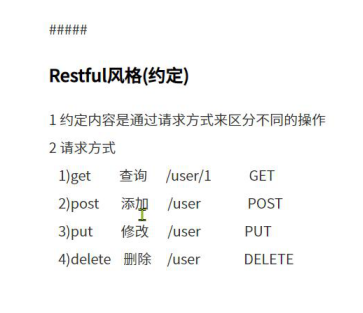 #####
Restful风格(约定)
1 约定内容是通过请求方式来区分不同的操作
2 请求方式
1)get 查询 /user/1 GET
2)post 添加 /user POST
3)put 修改 /user PUT
4)delete 删除 /user DELETE